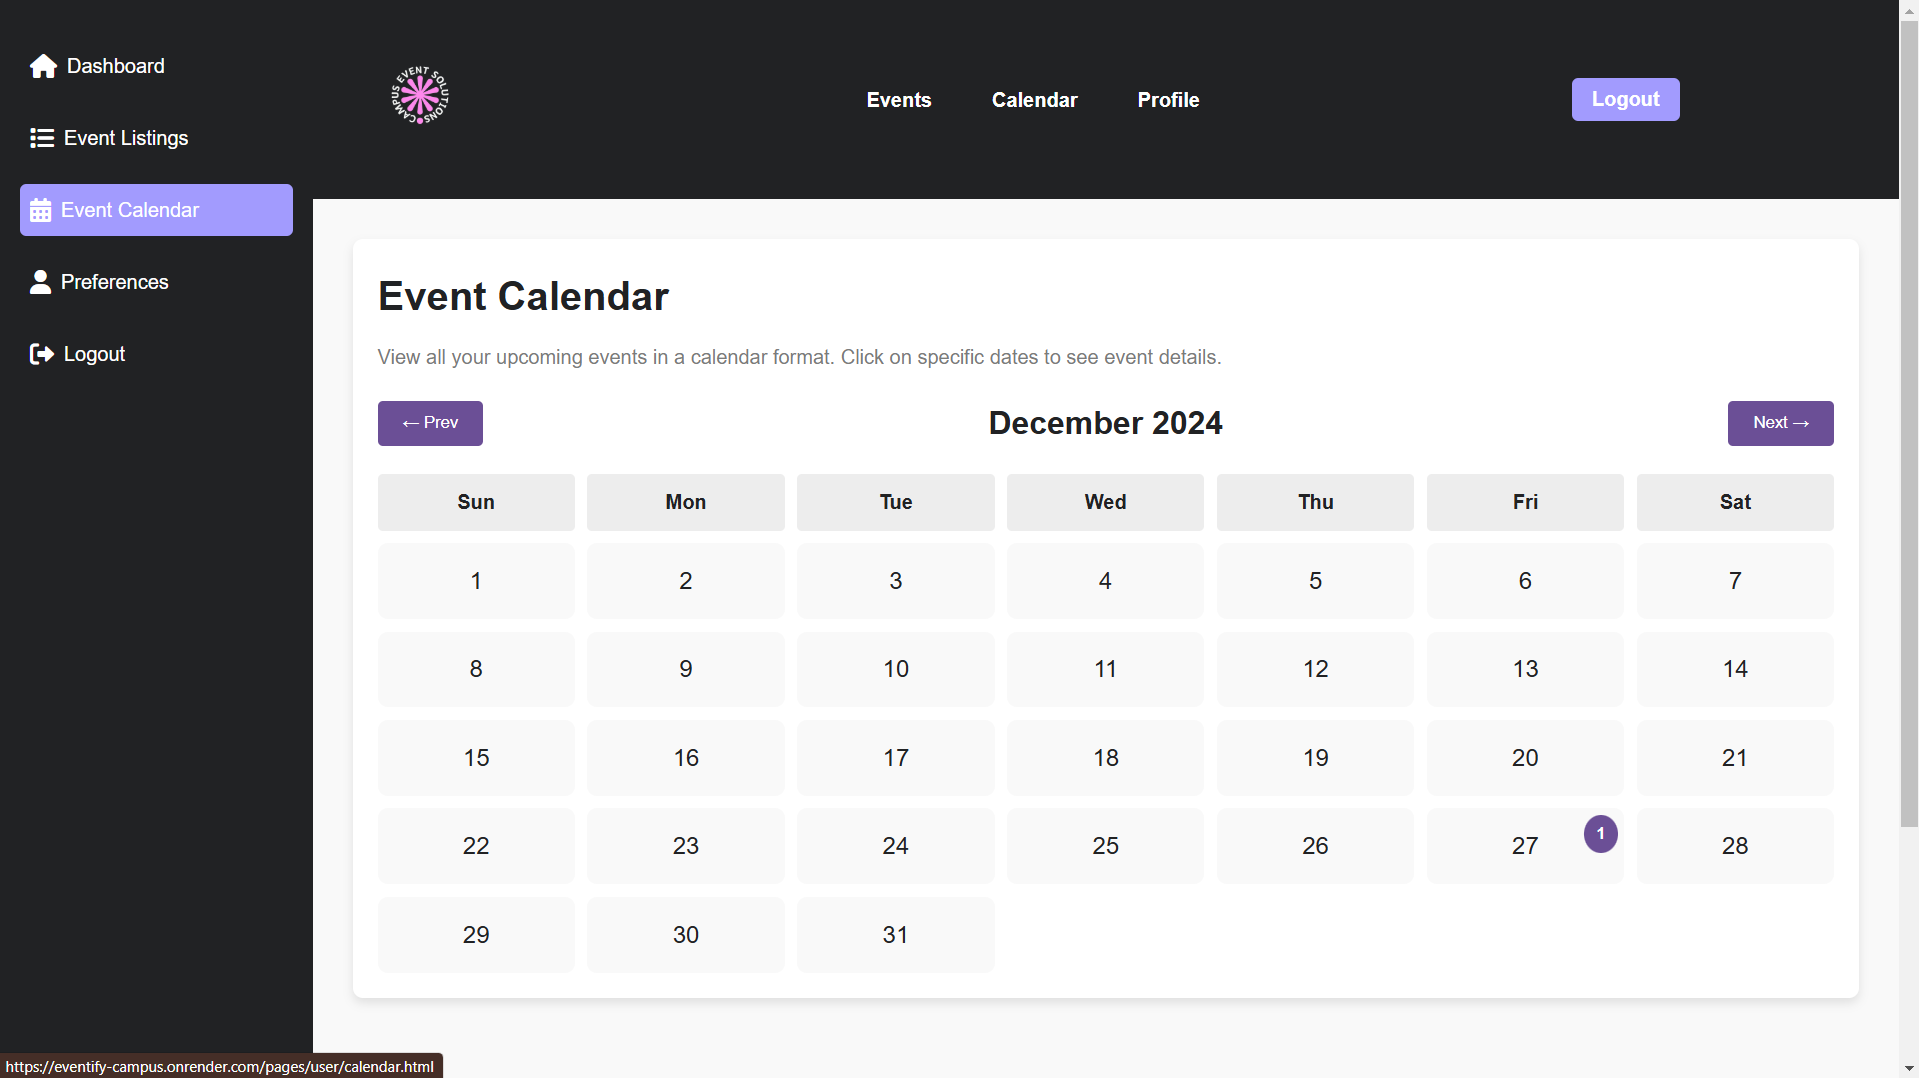 Dashboard
Event Listings
Event Calendar
Preferences
Logout
CAMPUS EVENT SOLUTIONS
Events Calendar Profile
Logout
Event Calendar
View all your upcoming events in a calendar format. Click on specific dates to see event details.
← Prev December 2024 Next →
Sun Mon Tue Wed Thu Fri Sat
1 2 3 4 5 6 7
8 9 10 11 12 13 14
15 16 17 18 19 20 21
22 23 24 25 26 27 1 28
29 30 31
https://eventify-campus.onrender.com/pages/user/calendar.html